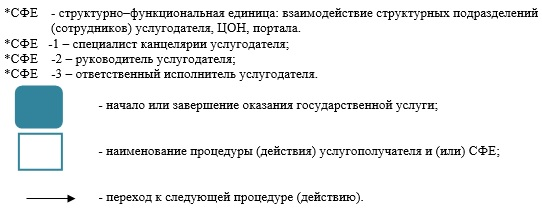 *СФЕ - структурно–функциональная единица: взаимодействие структурных подразделений
(сотрудников) услугодателя, ЦОН, портала.
*СФЕ -1 – специалист канцелярии услугодателя;
*СФЕ -2 – руководитель услугодателя;
*СФЕ -3 – ответственный исполнитель услугодателя.
- начало или завершение оказания государственной услуги;
- наименование процедуры (действия) услугополучателя и (или) СФЕ;
- переход к следующей процедуре (действию).